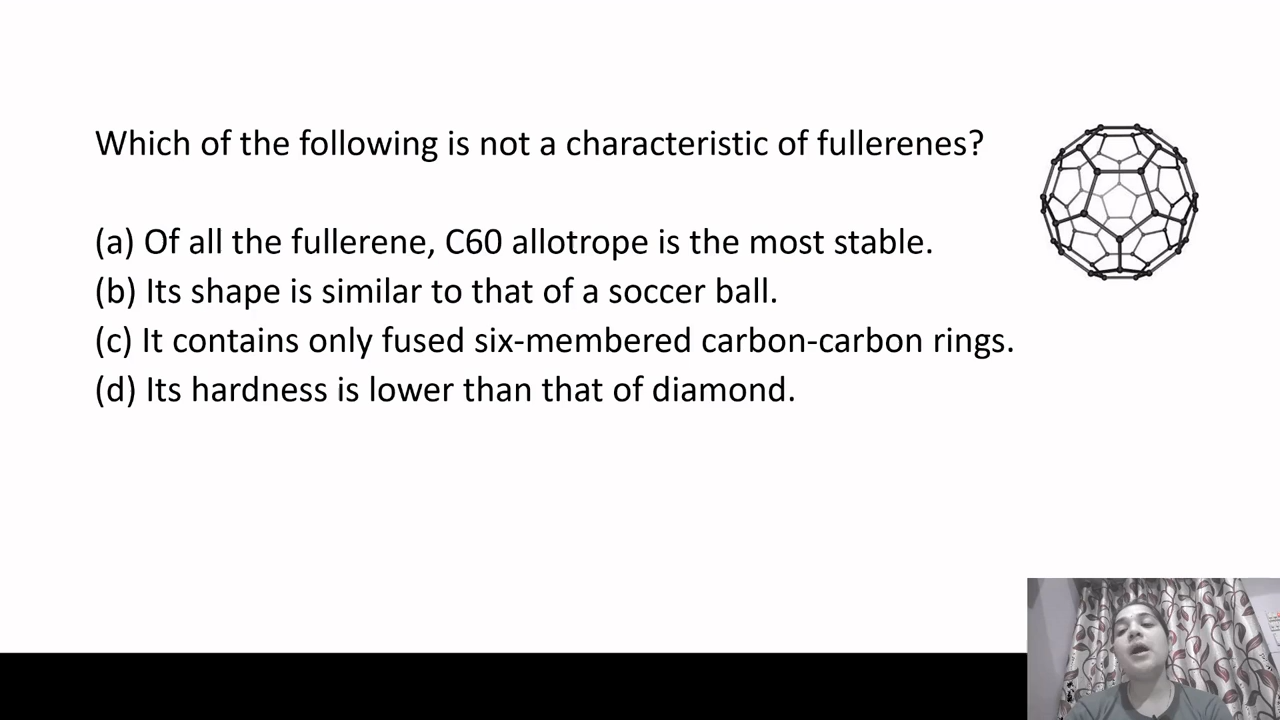 Which of the following is not a characteristic of fullerenes?
(a) Of all the fullerene, C60 allotrope is the most stable.
(b) Its shape is similar to that of a soccer ball.
(c) It contains only fused six-membered carbon-carbon rings.
(d) Its hardness is lower than that of diamond.